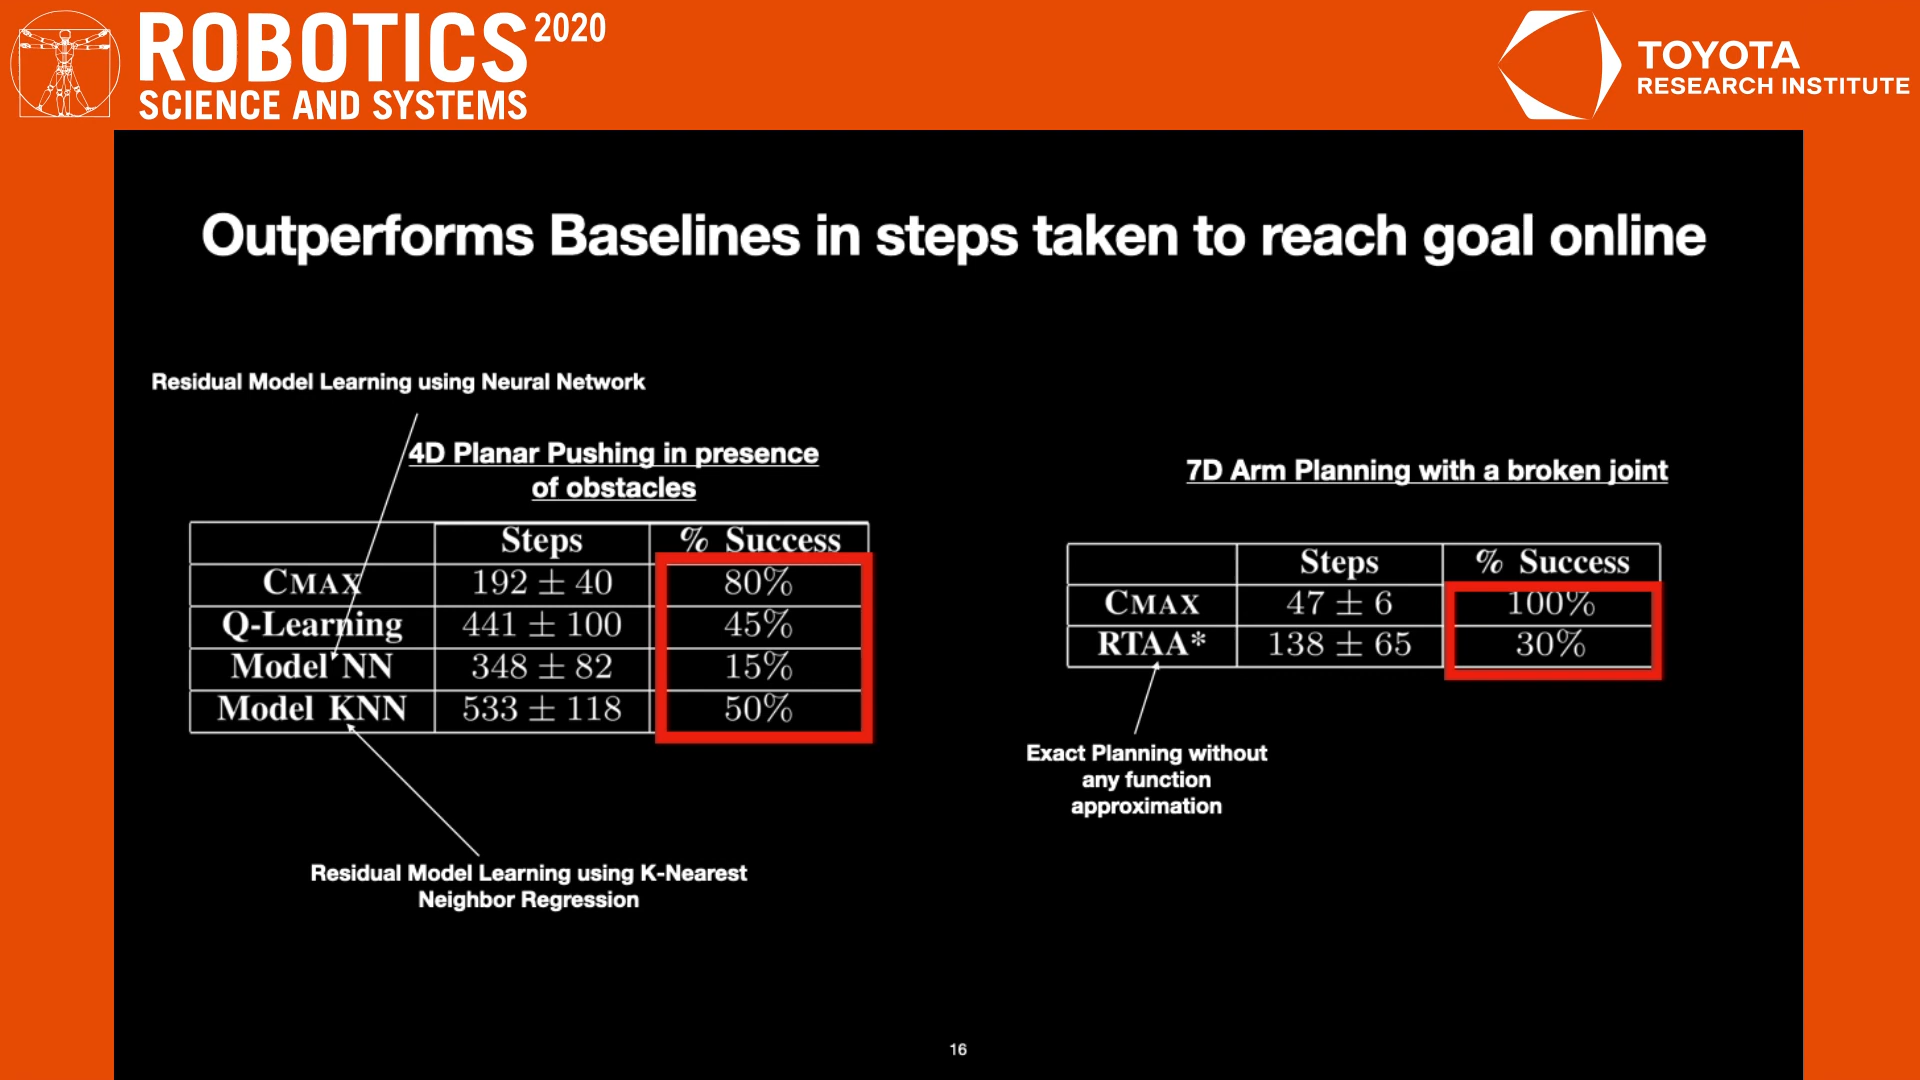 ROBOTICS 2020
SCIENCE AND SYSTEMS
TOYOTA
RESEARCH INSTITUTE
Outperforms Baselines in steps taken to reach goal online
Residual Model Learning using Neural Network
4D Planar Pushing in presence
of obstacles
Steps % Success
CMAX 192 ± 40 80%
Q-Learning 441 ± 100 45%
Model NN 348 ± 82 15%
Model KNN 533 ± 118 50%
Residual Model Learning using K-Nearest
Neighbor Regression
7D Arm Planning with a broken joint
Steps % Success
CMAX 47 ± 6 100%
RTAA* 138 ± 65 30%
Exact Planning without
any function
approximation
16